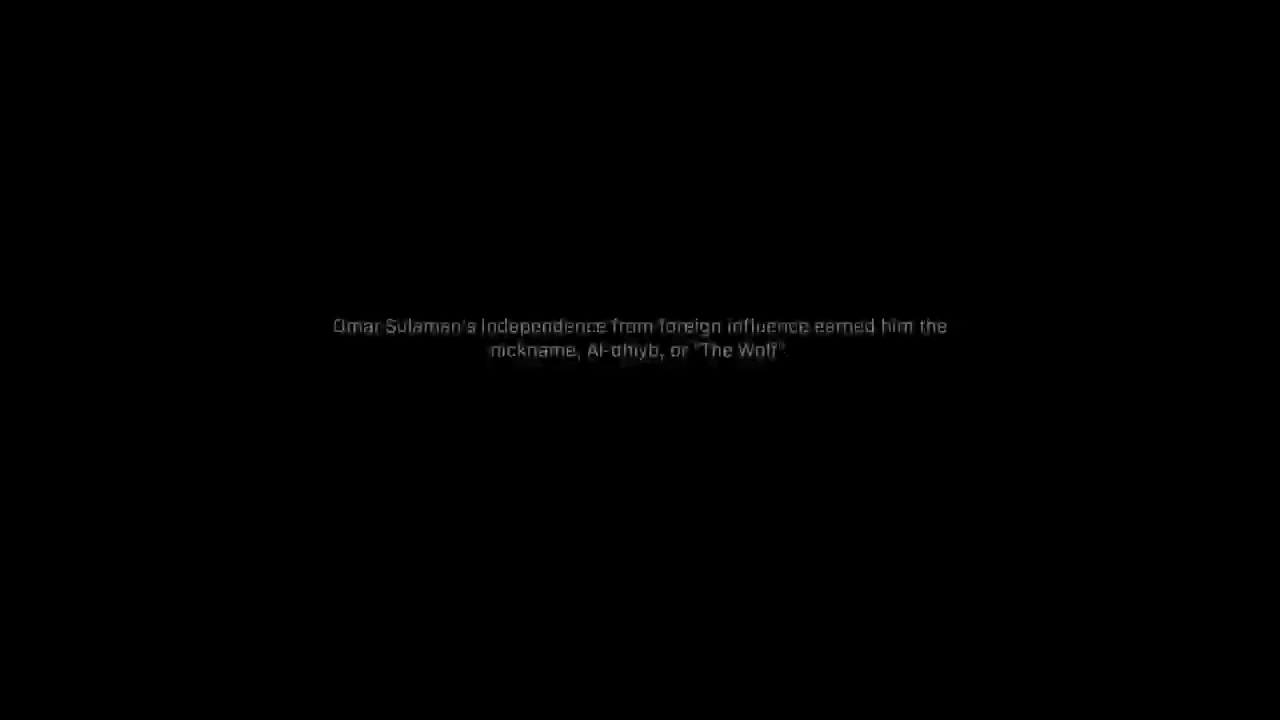 Omar Sulaman's independence from foreign influence earned him the
nickname, Al-dhiyb, or "The Wolf".